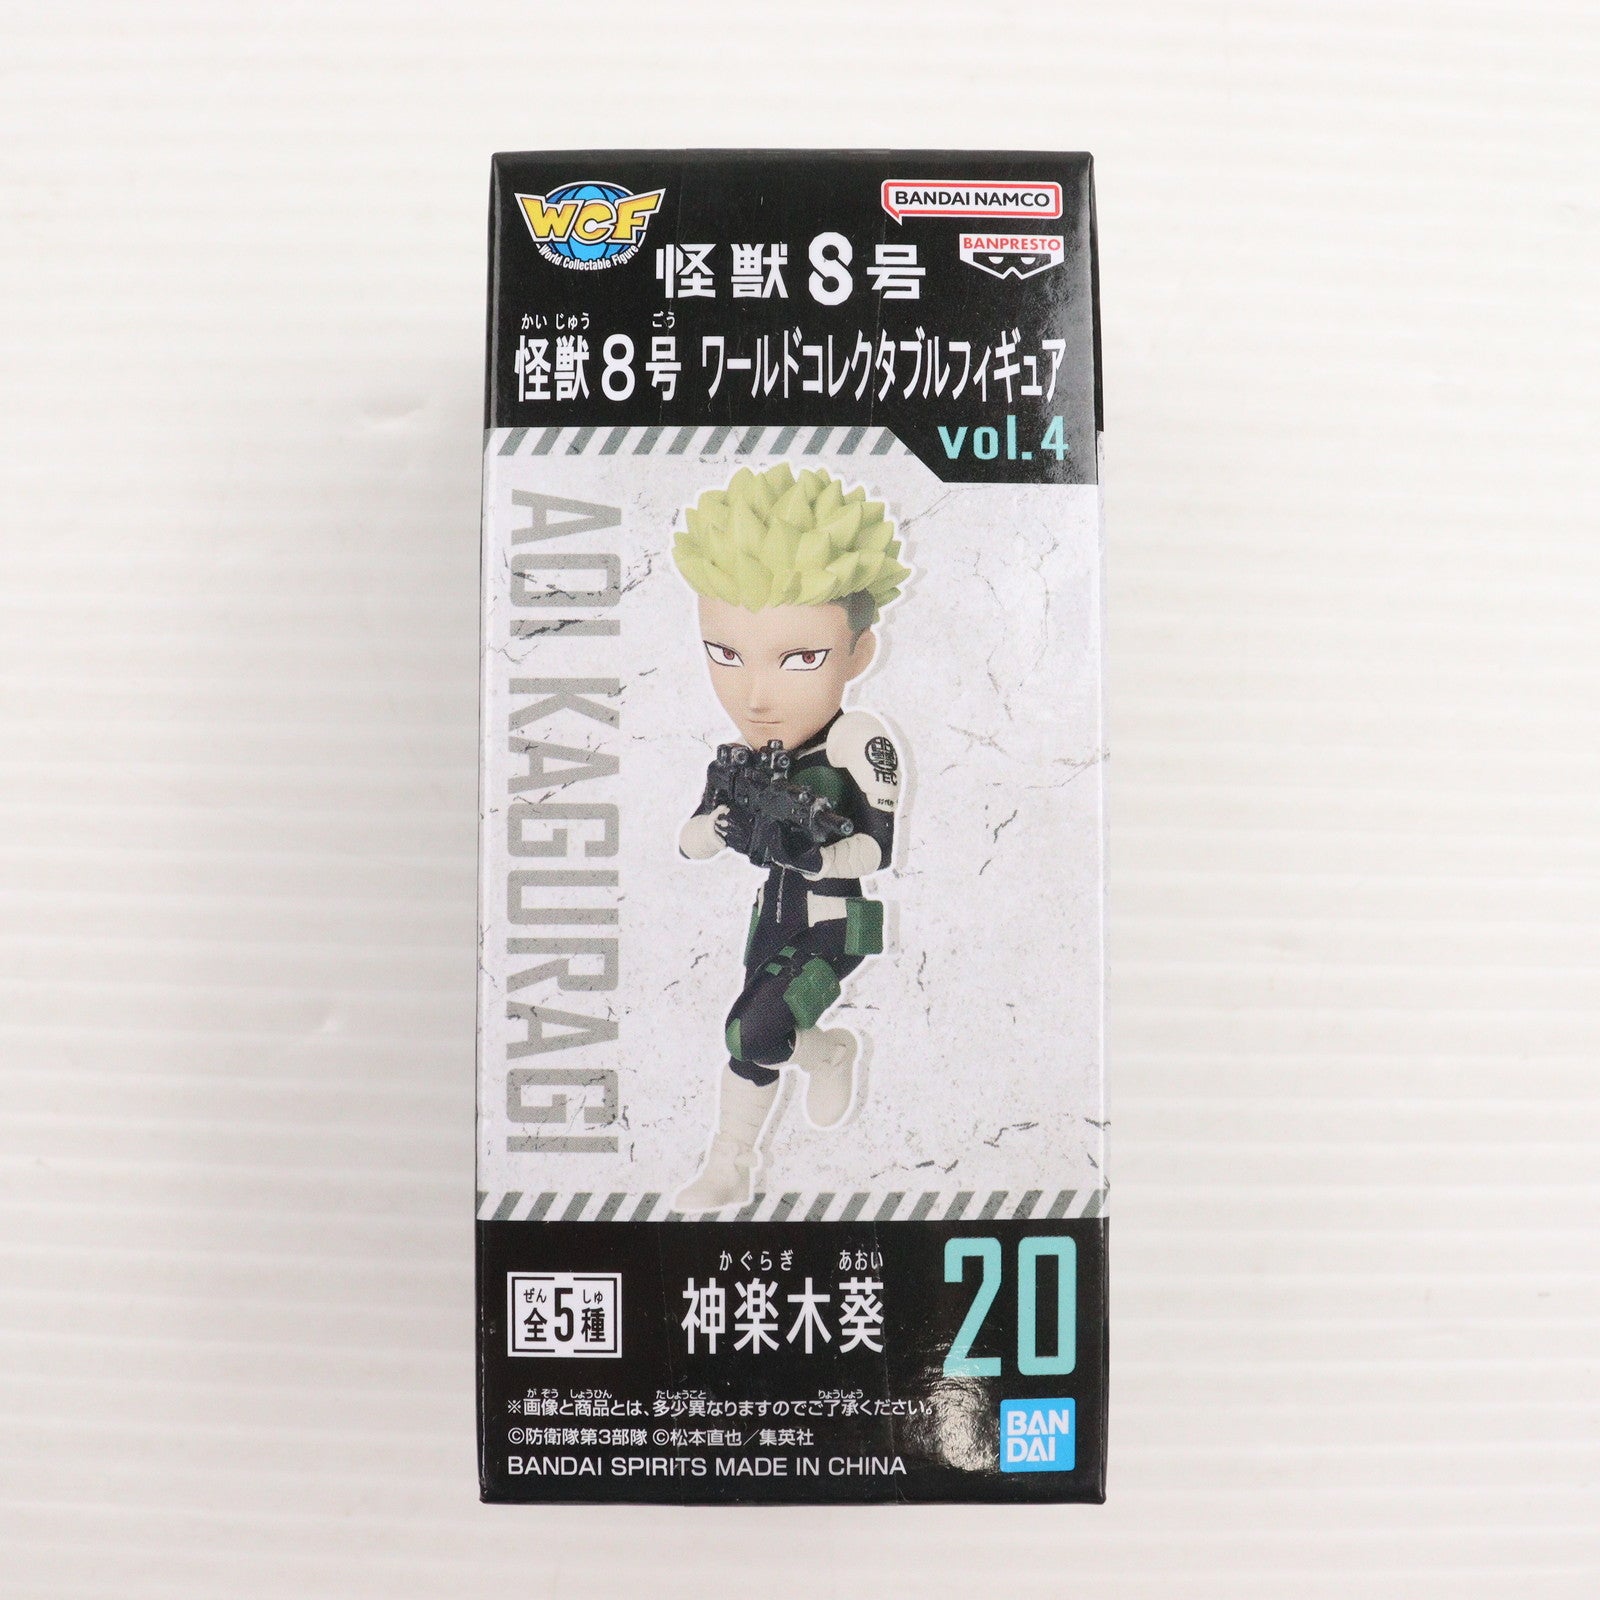 WCF
World Collectable Figure
BANDAI NAMCO
BANPRESTO
怪獣8号
かいじゅう ごう
怪獣8号 ワールドコレクタブルフィギュア
vol.4
AOI KAGURAGI
TEC
ぜん しゅ
全5種
かぐらぎ あおい
神楽木葵
20
がぞう しょうひん たしょうこと りょうしょう
※画像と商品とは、多少異なりますのでご了承ください。
©防衛隊第3部隊 ©松本直也／集英社
BANDAI SPIRITS MADE IN CHINA
BAN
DAI